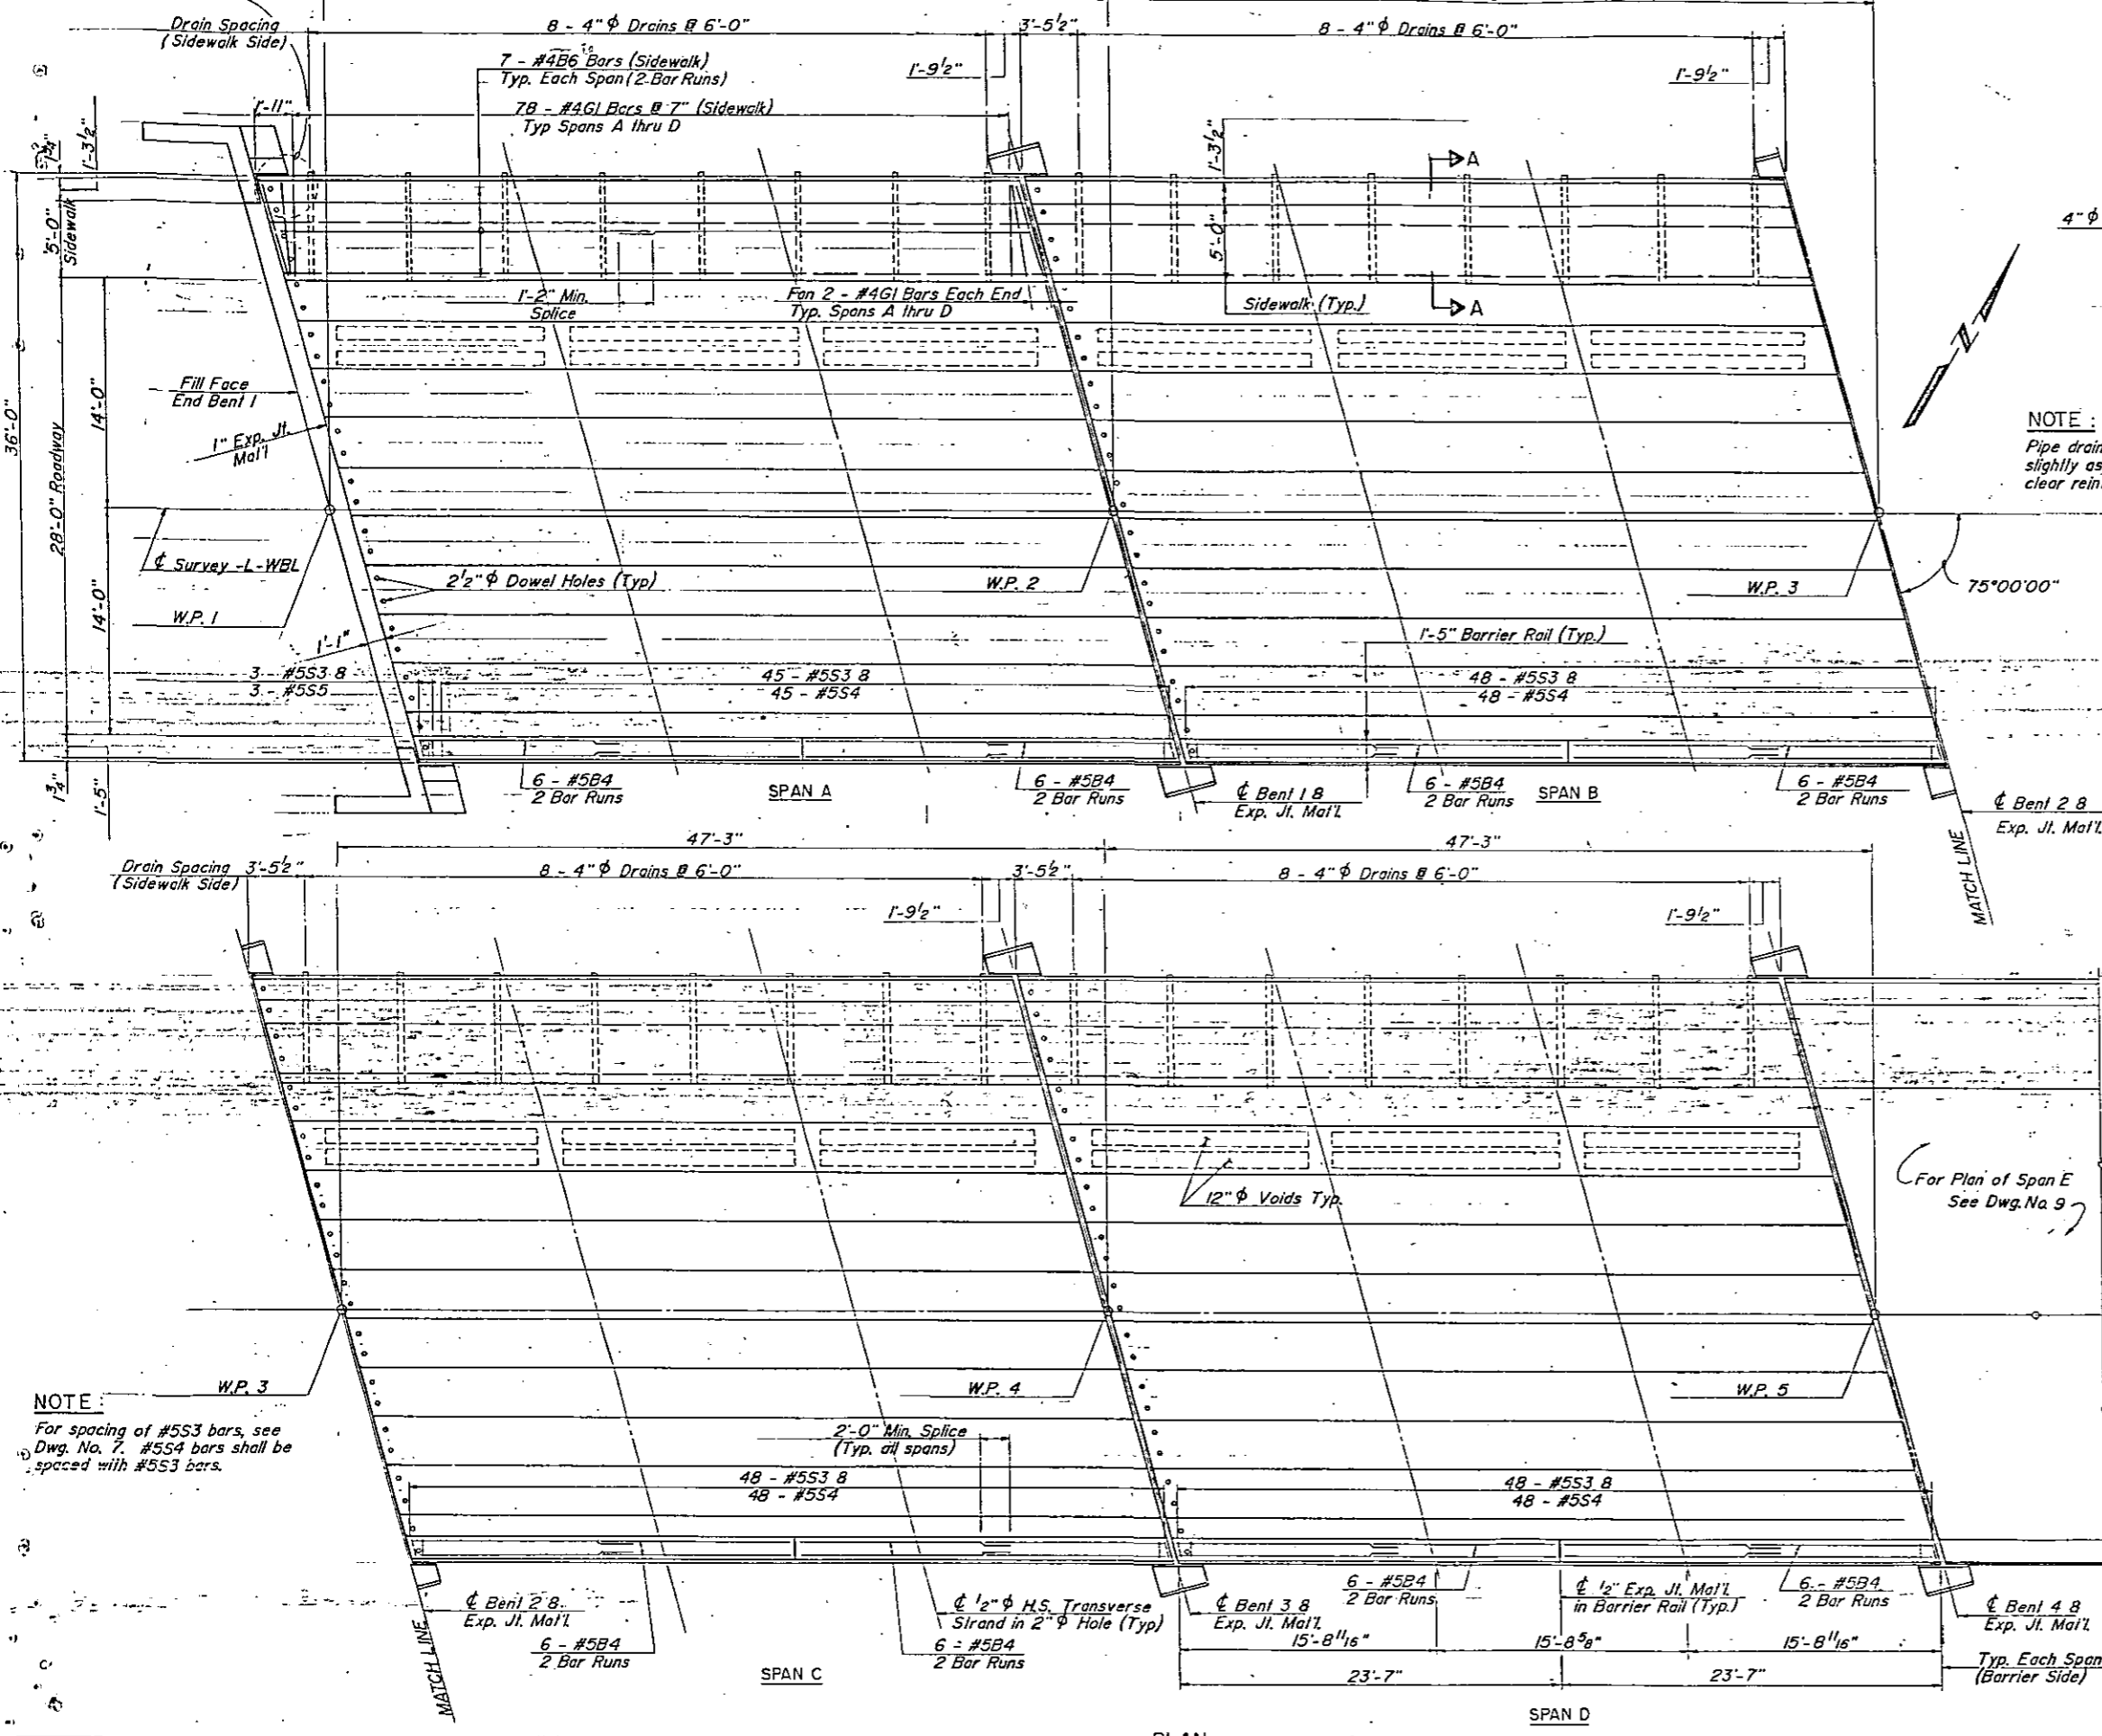 Drain Spacing
(Sidewalk Side)
8 - 4" ϕ Drains @ 6'-0"
3'-5½"
8 - 4" ϕ Drains @ 6'-0"
7 - #4B6 Bars (Sidewalk)
Typ. Each Span (2-Bar Runs)
1'-9½"
1'-9½"
1'-11"
78 - #4G1 Bars @ 7" (Sidewalk)
Typ Spans A thru D
1'-3½"
1'-3½"
A
4" ϕ
5'-0"
Sidewalk
5'-0"
1'-2" Min.
Splice
Fan 2 - #4G1 Bars Each End
Typ. Spans A thru D
Sidewalk (Typ.)
A
N
36'-0"
28'-0" Roadway
14'-0"
Fill Face
End Bent 1
1" Exp. Jt.
Mat'l
NOTE :
Pipe drain
slightly as
clear rein
℄ Survey -L-WBL
2½" ϕ Dowel Holes (Typ)
W.P. 1
W.P. 2
W.P. 3
75°00'00"
14'-0"
1'-1"
1'-5" Barrier Rail (Typ.)
3 - #5S3 &
3 - #5S5
45 - #5S3 &
45 - #5S4
48 - #5S3 &
48 - #5S4
1¾"
1'-5"
6 - #5B4
2 Bar Runs
SPAN A
6 - #5B4
2 Bar Runs
℄ Bent 1 &
Exp. Jt. Mat'l.
6 - #5B4
2 Bar Runs
SPAN B
6 - #5B4
2 Bar Runs
℄ Bent 2 &
Exp. Jt. Mat'l.
MATCH LINE
47'-3"
47'-3"
Drain Spacing
(Sidewalk Side)
3'-5½"
8 - 4" ϕ Drains @ 6'-0"
3'-5½"
8 - 4" ϕ Drains @ 6'-0"
1'-9½"
1'-9½"
12" ϕ Voids Typ.
For Plan of Span E
See Dwg. No. 9
W.P. 3
W.P. 4
W.P. 5
NOTE :
For spacing of #5S3 bars, see
Dwg. No. 7. #5S4 bars shall be
spaced with #5S3 bars.
2'-0" Min. Splice
(Typ. all spans)
48 - #5S3 &
48 - #5S4
48 - #5S3 &
48 - #5S4
℄ Bent 2 &
Exp. Jt. Mat'l.
6 - #5B4
2 Bar Runs
℄ ½" ϕ H.S. Transverse
Strand in 2" ϕ Hole (Typ)
6 - #5B4
2 Bar Runs
℄ Bent 3 &
Exp. Jt. Mat'l.
6 - #5B4
2 Bar Runs
℄ ½" Exp. Jt. Mat'l.
in Barrier Rail (Typ.)
6 - #5B4
2 Bar Runs
℄ Bent 4 &
Exp. Jt. Mat'l.
15'-8 11/16"
15'-8 5/8"
15'-8 11/16"
Typ. Each Span
(Barrier Side)
23'-7"
23'-7"
MATCH LINE
SPAN C
SPAN D
PLAN